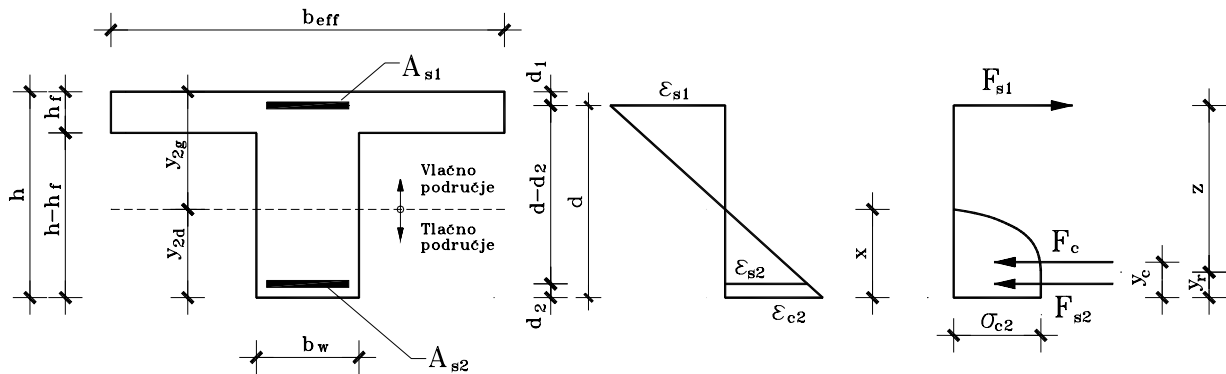 b_eff
A_s1
h
h_f
h-h_f
y_2g
y_2d
Vlačno
područje
Tlačno
područje
b_w
A_s2
d_1
d-d_2
d_2
d
ε_s1
ε_s2
ε_c2
x
F_s1
F_c
F_s2
σ_c2
y_c
z
y_r